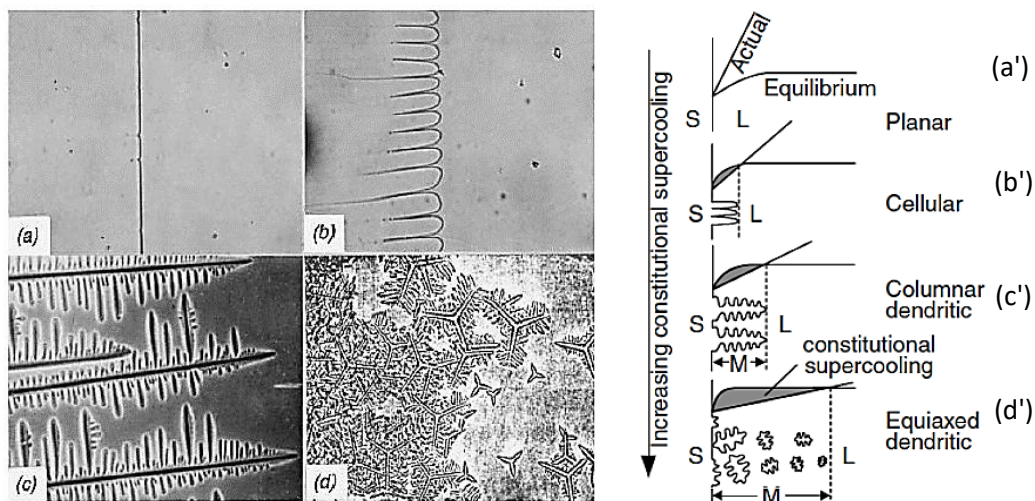 (a)
(b)
(c)
(d)
Increasing constitutional supercooling
Actual
(a')
Equilibrium
S L
Planar
(b')
S L
Cellular
(c')
Columnar
dendritic
S L
M
constitutional
supercooling
(d')
Equiaxed
dendritic
S L
M